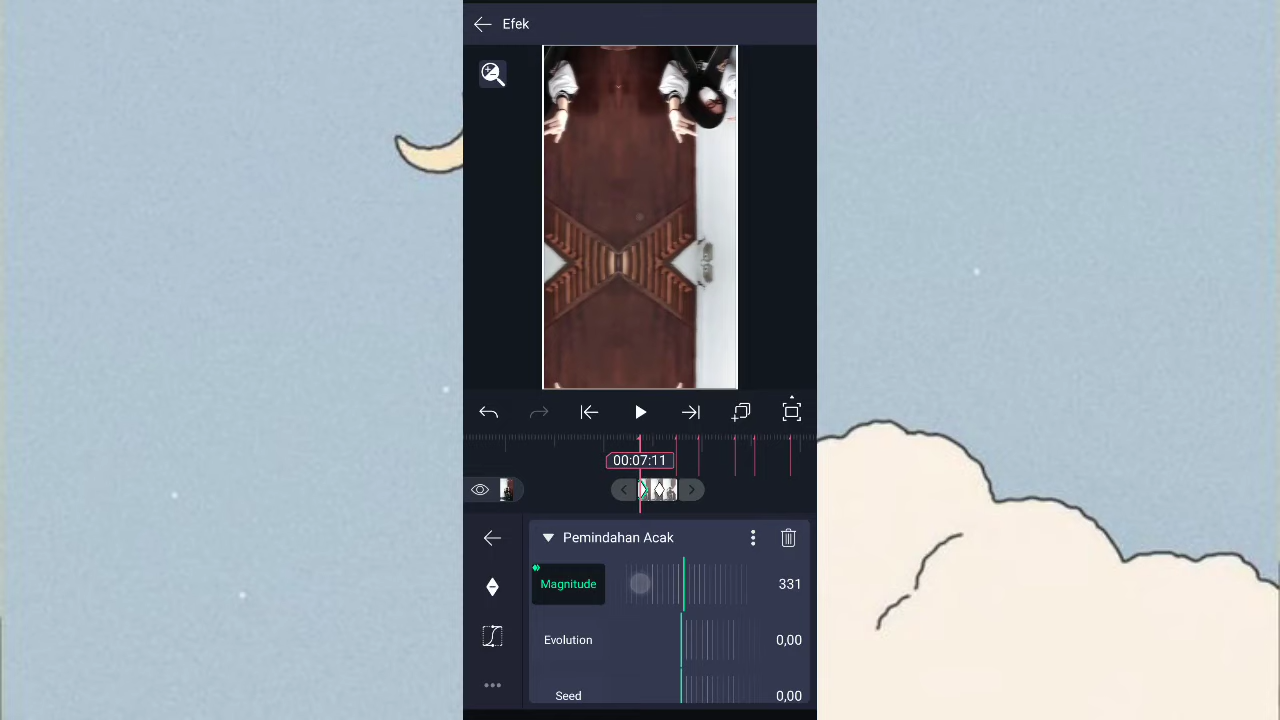 Efek
00:07:11
Pemindahan Acak
Magnitude 331
Evolution 0,00
Seed 0,00